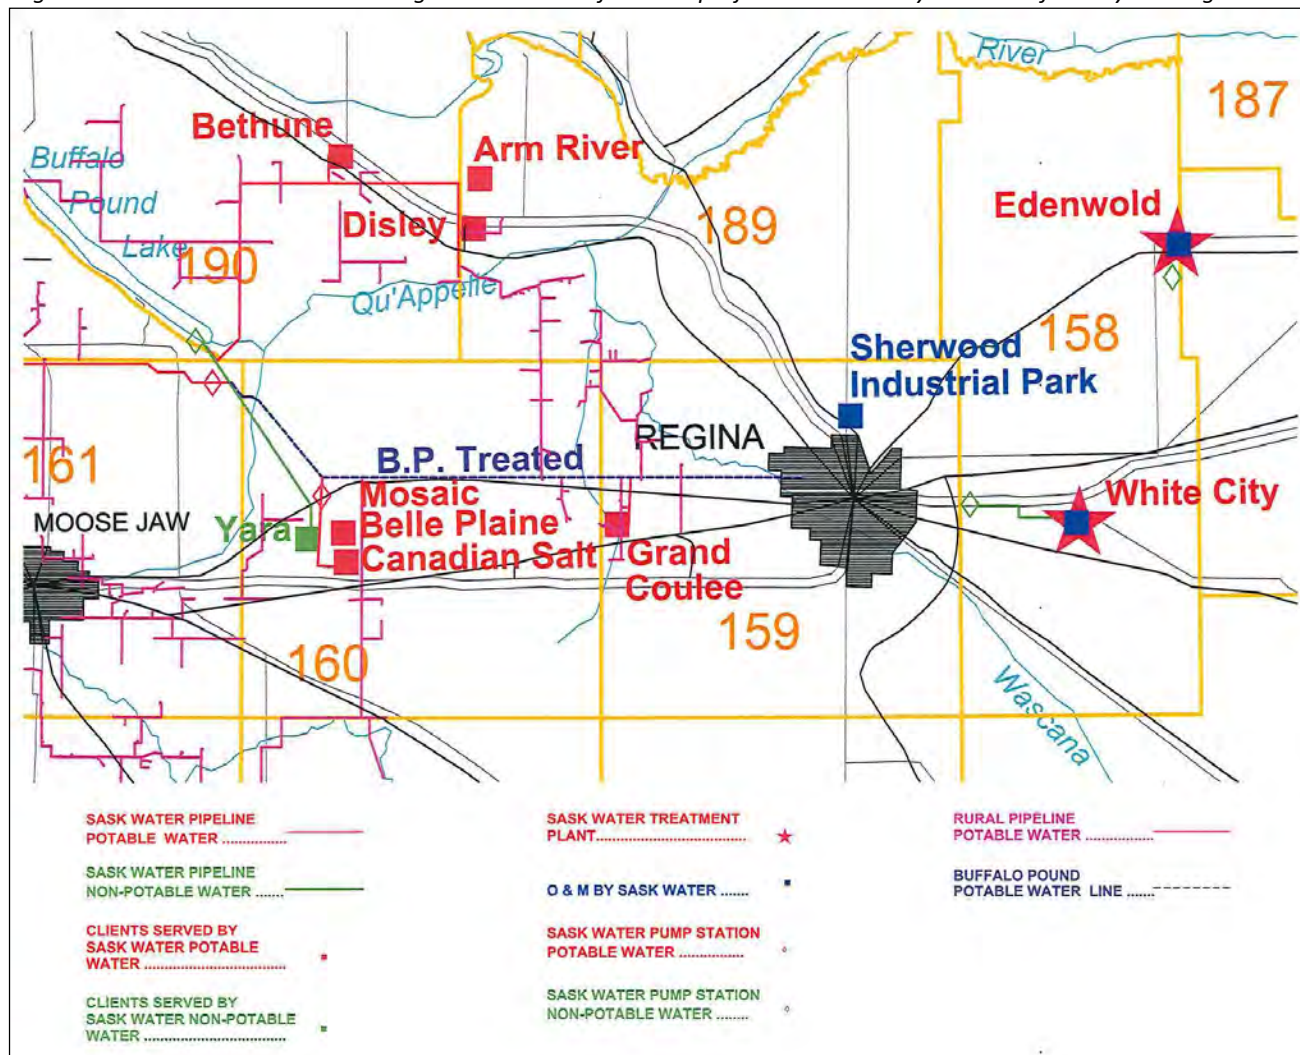 River
187
Bethune
Arm River
Buffalo
Pound
Lake
Edenwold
Disley
189
190
Qu'Appelle
158
Sherwood
Industrial Park
REGINA
161
B.P. Treated
Mosaic
Belle Plaine
Canadian Salt
White City
MOOSE JAW
Yara
Grand
Coulee
159
160
Wascana
SASK WATER PIPELINE
POTABLE WATER ................
SASK WATER PIPELINE
NON-POTABLE WATER .......
CLIENTS SERVED BY
SASK WATER POTABLE
WATER ...................................
CLIENTS SERVED BY
SASK WATER NON-POTABLE
WATER ...................................
SASK WATER TREATMENT
PLANT.....................................
O & M BY SASK WATER .......
SASK WATER PUMP STATION
POTABLE WATER ................
SASK WATER PUMP STATION
NON-POTABLE WATER ........
RURAL PIPELINE
POTABLE WATER .................
BUFFALO POUND
POTABLE WATER LINE .......